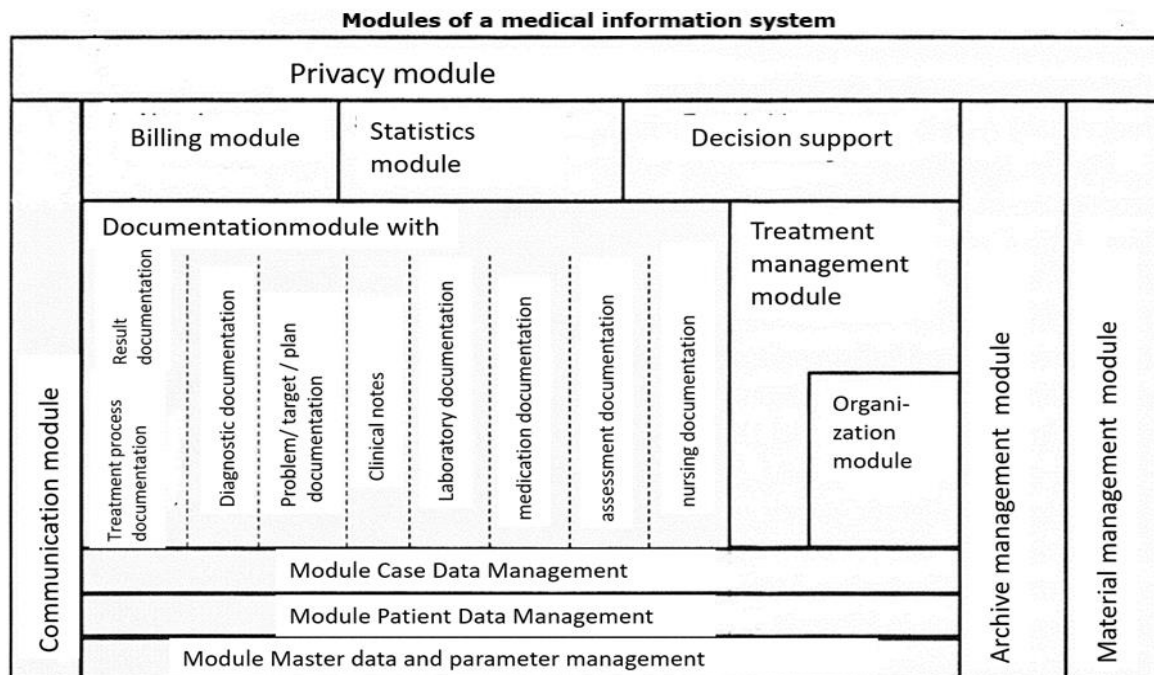 Modules of a medical information system
Privacy module
Billing module
Statistics
module
Decision support
Documentationmodule with
Treatment
management
module
Result
documentation
Treatment process
documentation
Diagnostic documentation
Problem/ target / plan
documentation
Clinical notes
Laboratory documentation
medication documentation
assessment documentation
nursing documentation
Organi-
zation
module
Communication module
Archive management module
Material management module
Module Case Data Management
Module Patient Data Management
Module Master data and parameter management